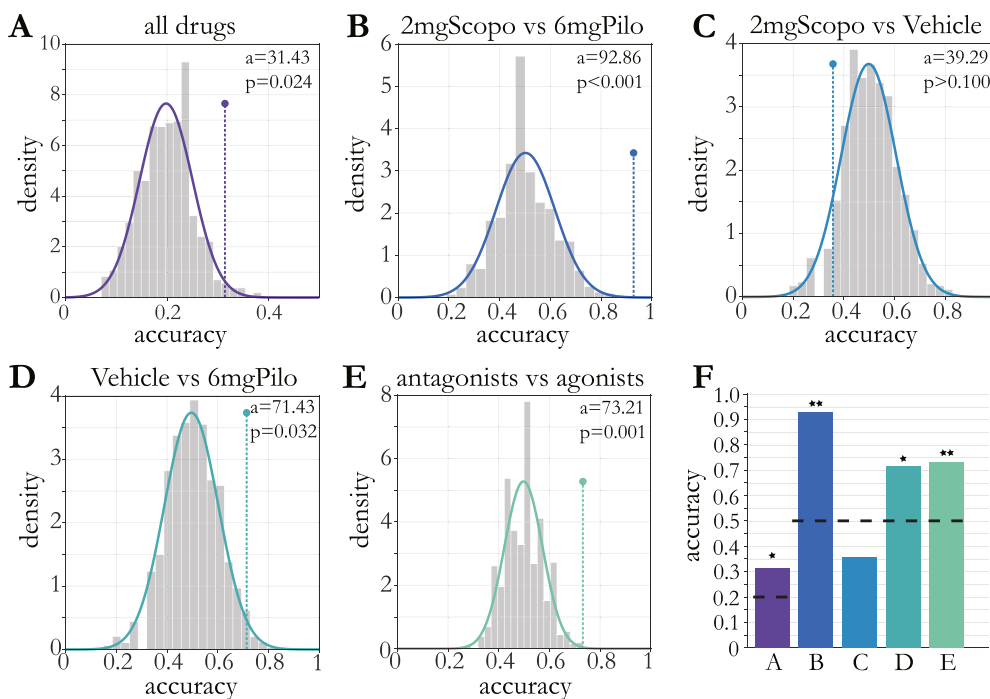 A
all drugs
a=31.43
p=0.024
10
8
6
4
2
0
density
0
0.2
0.4
accuracy
B
2mgScopo vs 6mgPilo
a=92.86
p<0.001
6
5
4
3
2
1
0
density
0
0.2
0.4
0.6
0.8
1
accuracy
C
2mgScopo vs Vehicle
a=39.29
p>0.100
4
3
2
1
0
density
0
0.2
0.4
0.6
0.8
accuracy
D
Vehicle vs 6mgPilo
a=71.43
p=0.032
4
3
2
1
0
density
0
0.2
0.4
0.6
0.8
1
accuracy
E
antagonists vs agonists
a=73.21
p=0.001
8
6
4
2
0
density
0
0.2
0.4
0.6
0.8
1
accuracy
F
1.0
0.9
0.8
0.7
0.6
0.5
0.4
0.3
0.2
0.1
0
accuracy
A B C D E